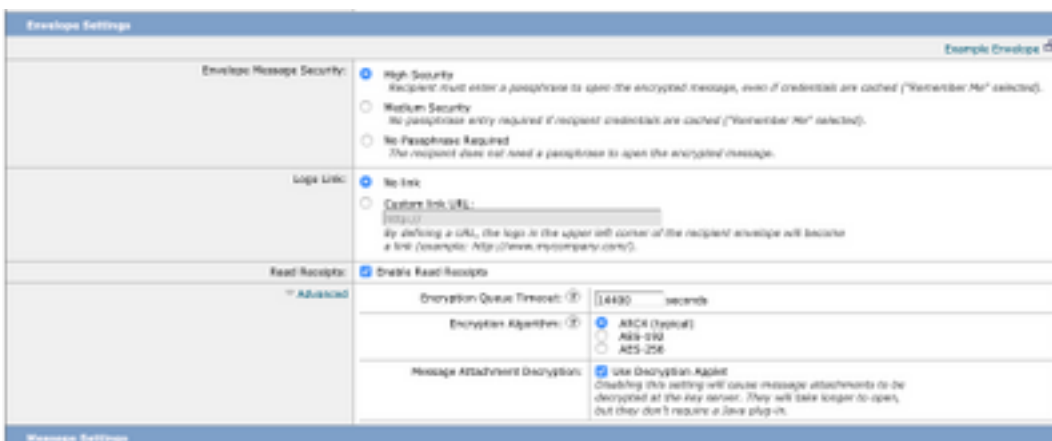 Envelope Settings
Example Envelope
Envelope Message Security:
High Security
Recipient must enter a passphrase to open the encrypted message, even if credentials are cached ("Remember Me" selected).
Medium Security
No passphrase entry required if recipient credentials are cached ("Remember Me" selected).
No Passphrase Required
The recipient does not need a passphrase to open the encrypted message.
Logo Link:
No link
Custom link URL:
http://
By defining a URL, the logo in the upper left corner of the recipient envelope will become
a link (example: http://www.mycompany.com/).
Read Receipts:
Enable Read Receipts
Advanced
Encryption Queue Timeout: (?)
14400 seconds
Encryption Algorithm: (?)
ARC4 (typical)
AES-192
AES-256
Message Attachment Decryption:
Use Decryption Applet
Disabling this setting will cause message attachments to be
decrypted at the key server. They will take longer to open,
but they don't require a Java plug-in.
Message Settings